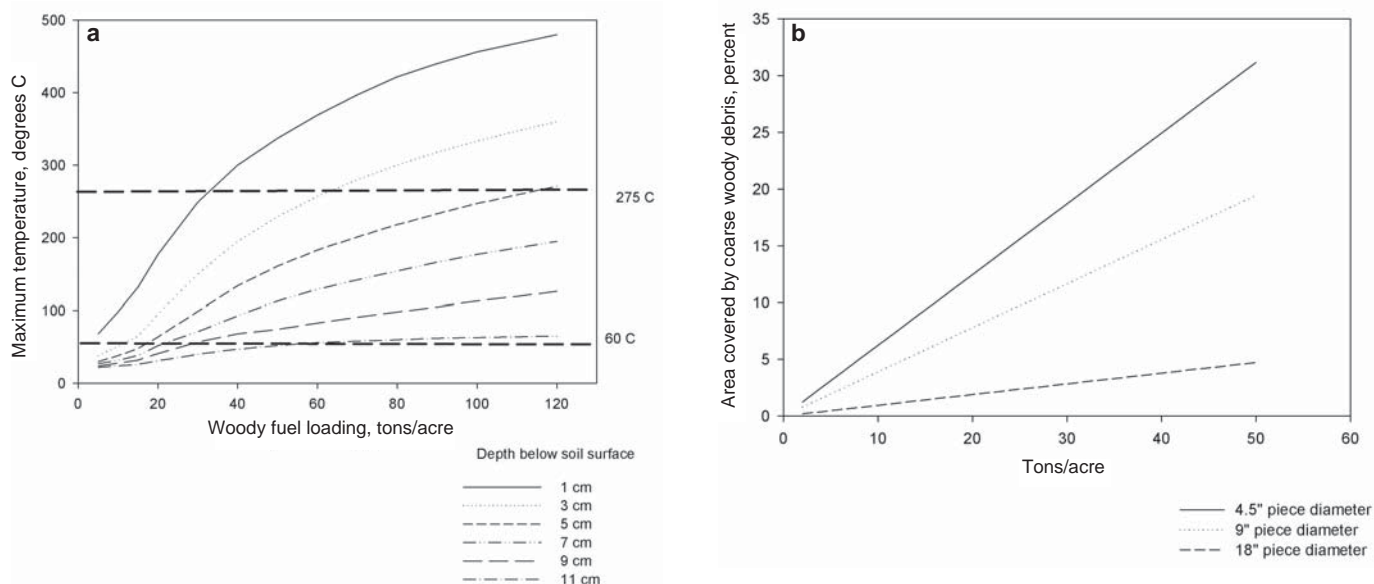 a
Maximum temperature, degrees C
500
400
300
200
100
0
275 C
60 C
0 20 40 60 80 100 120
Woody fuel loading, tons/acre
Depth below soil surface
1 cm
3 cm
5 cm
7 cm
9 cm
11 cm
b
Area covered by coarse woody debris, percent
35
30
25
20
15
10
5
0
0 10 20 30 40 50 60
Tons/acre
4.5" piece diameter
9" piece diameter
18" piece diameter